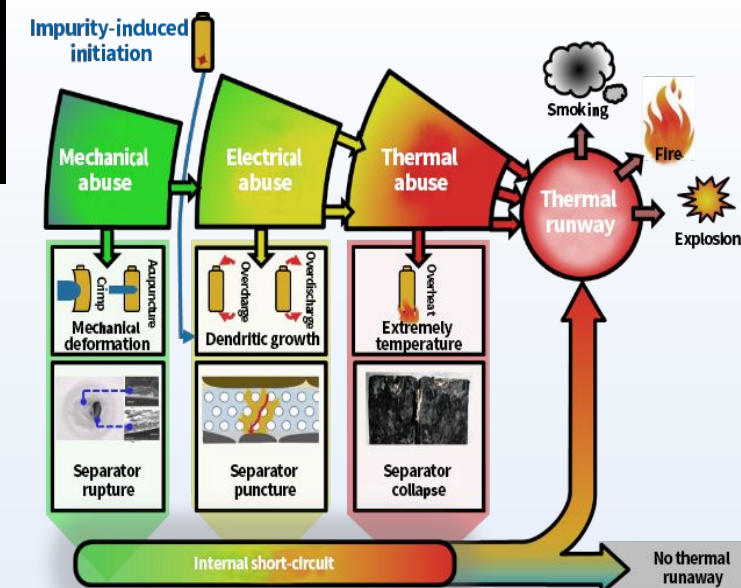 Impurity-induced
initiation
Smoking
Fire
Explosion
Mechanical
abuse
Electrical
abuse
Thermal
abuse
Thermal
runway
Crimp
Acupuncture
Mechanical
deformation
Overcharge
Overdischarge
Dendritic growth
Overheat
Extremely
temperature
Separator
rupture
Separator
puncture
Separator
collapse
Internal short-circuit
No thermal
runaway